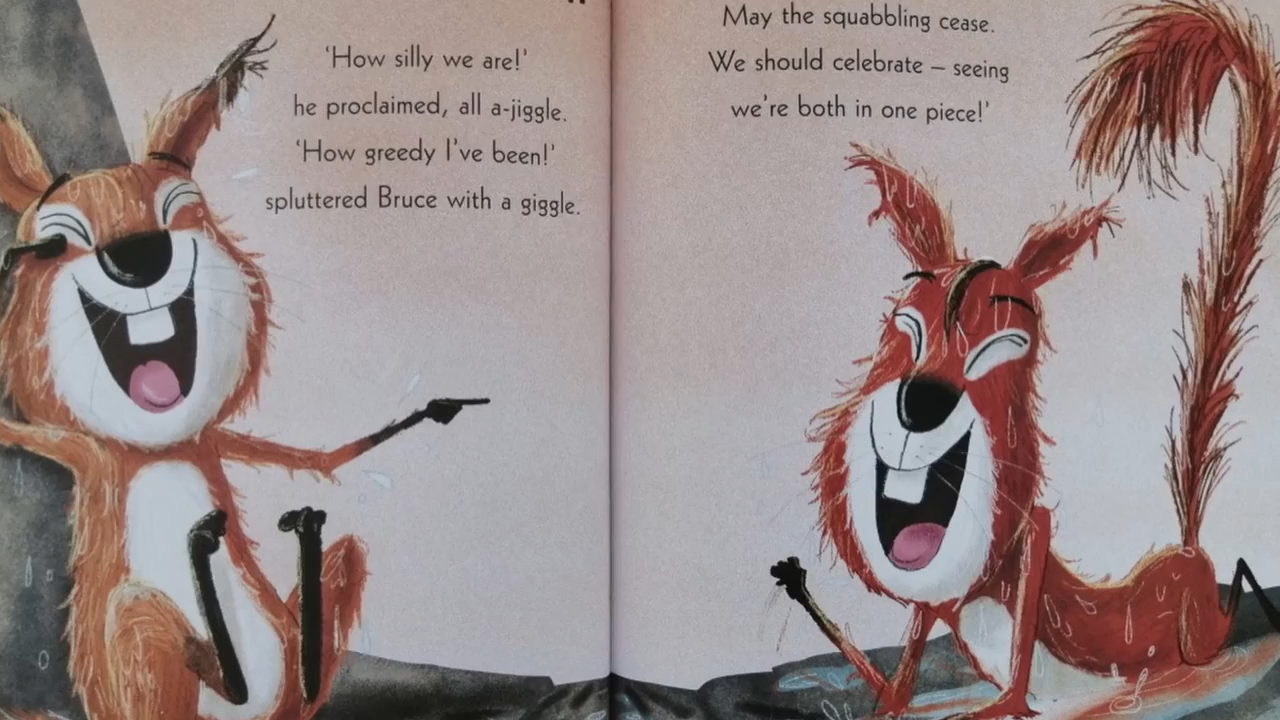 ‘How silly we are!’
he proclaimed, all a-jiggle.
‘How greedy I’ve been!’
spluttered Bruce with a giggle.
May the squabbling cease.
We should celebrate – seeing
we’re both in one piece!’